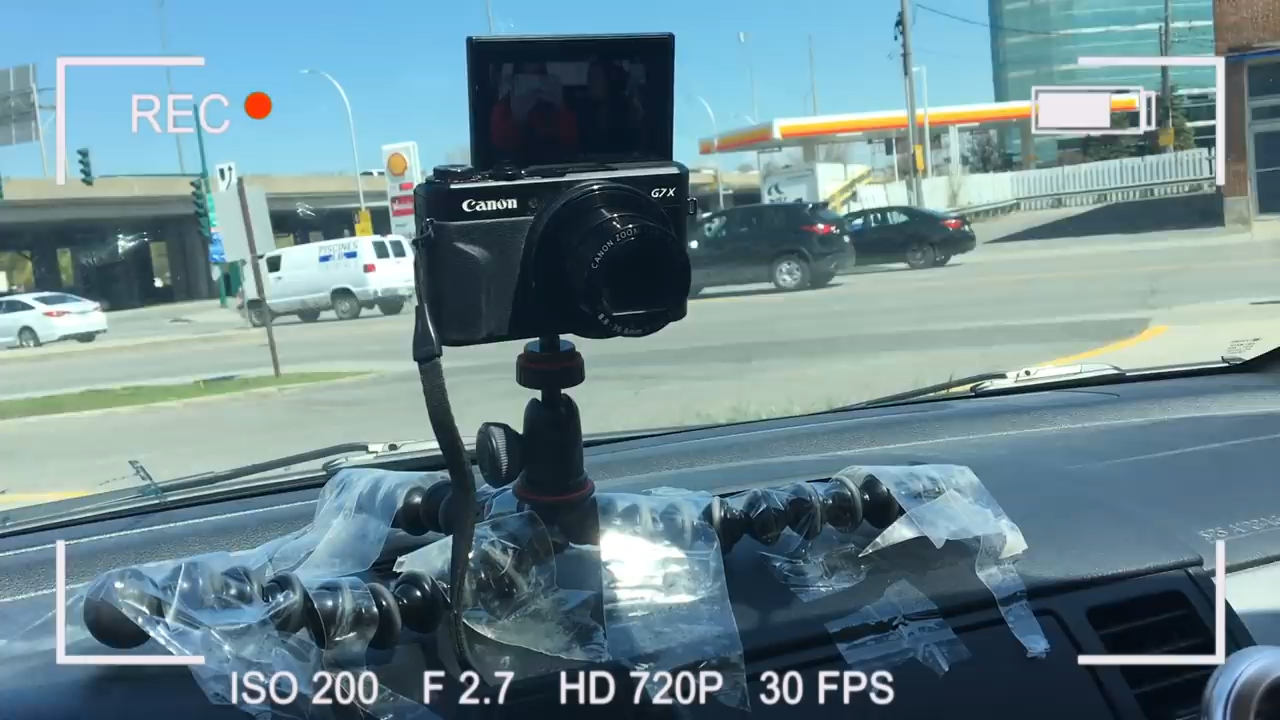 REC
Canon
G7X
CANON ZOOM
PISCINES
ISO 200 F 2.7 HD 720P 30 FPS